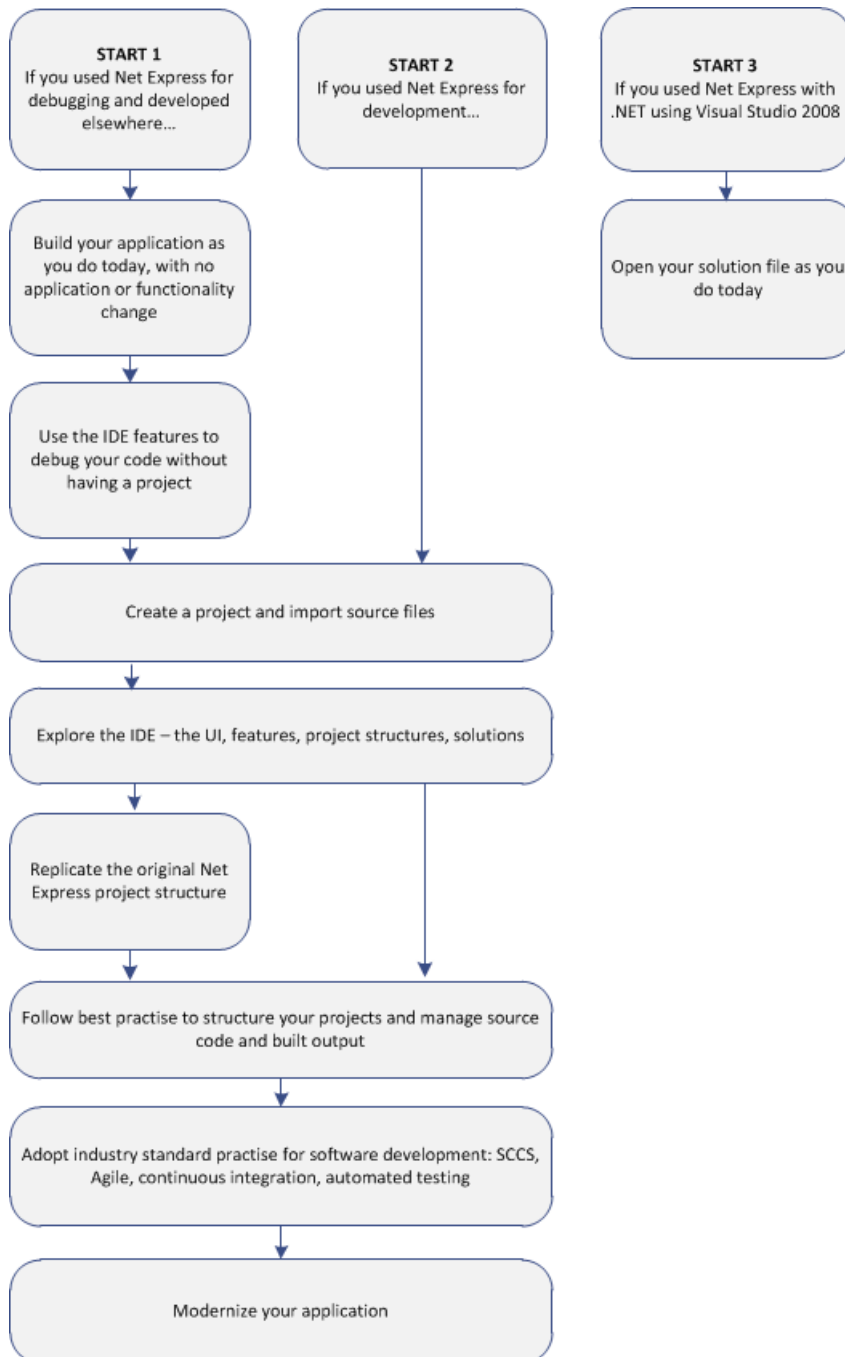 START 1
If you used Net Express for
debugging and developed
elsewhere…
START 2
If you used Net Express for
development…
START 3
If you used Net Express with
.NET using Visual Studio 2008
Build your application as
you do today, with no
application or functionality
change
Open your solution file as you
do today
Use the IDE features to
debug your code without
having a project
Create a project and import source files
Explore the IDE – the UI, features, project structures, solutions
Replicate the original Net
Express project structure
Follow best practise to structure your projects and manage source
code and built output
Adopt industry standard practise for software development: SCCS,
Agile, continuous integration, automated testing
Modernize your application